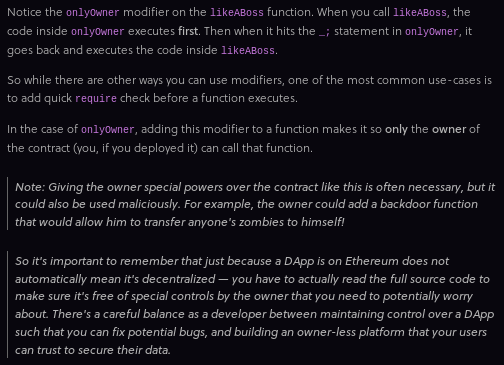 Notice the onlyOwner modifier on the likeABoss function. When you call likeABoss, the
code inside onlyOwner executes first. Then when it hits the _; statement in onlyOwner, it
goes back and executes the code inside likeABoss.
So while there are other ways you can use modifiers, one of the most common use-cases is
to add quick require check before a function executes.
In the case of onlyOwner, adding this modifier to a function makes it so only the owner of
the contract (you, if you deployed it) can call that function.
Note: Giving the owner special powers over the contract like this is often necessary, but it
could also be used maliciously. For example, the owner could add a backdoor function
that would allow him to transfer anyone's zombies to himself!
So it's important to remember that just because a DApp is on Ethereum does not
automatically mean it's decentralized — you have to actually read the full source code to
make sure it's free of special controls by the owner that you need to potentially worry
about. There's a careful balance as a developer between maintaining control over a DApp
such that you can fix potential bugs, and building an owner-less platform that your users
can trust to secure their data.